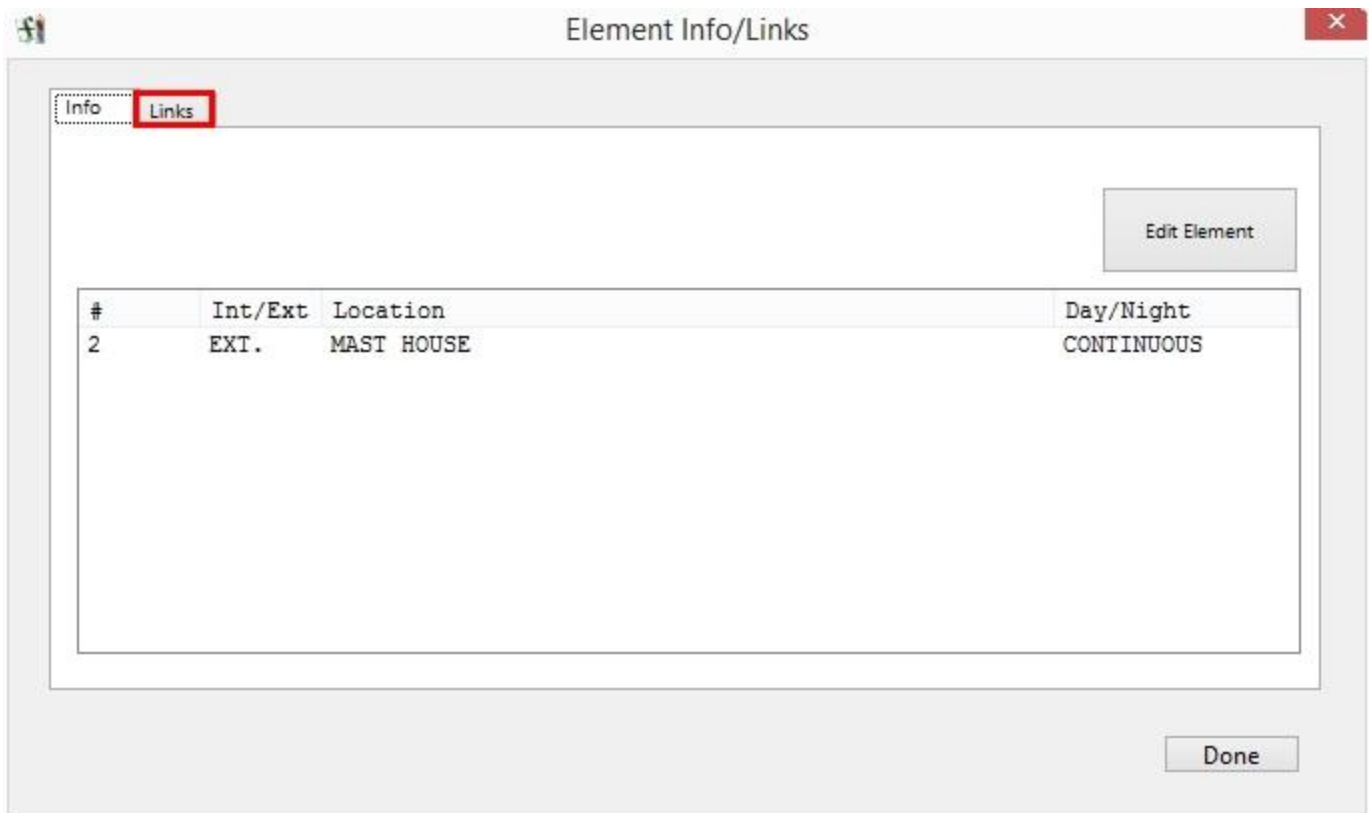 Element Info/Links
Info Links
Edit Element
# Int/Ext Location Day/Night
2 EXT. MAST HOUSE CONTINUOUS
Done